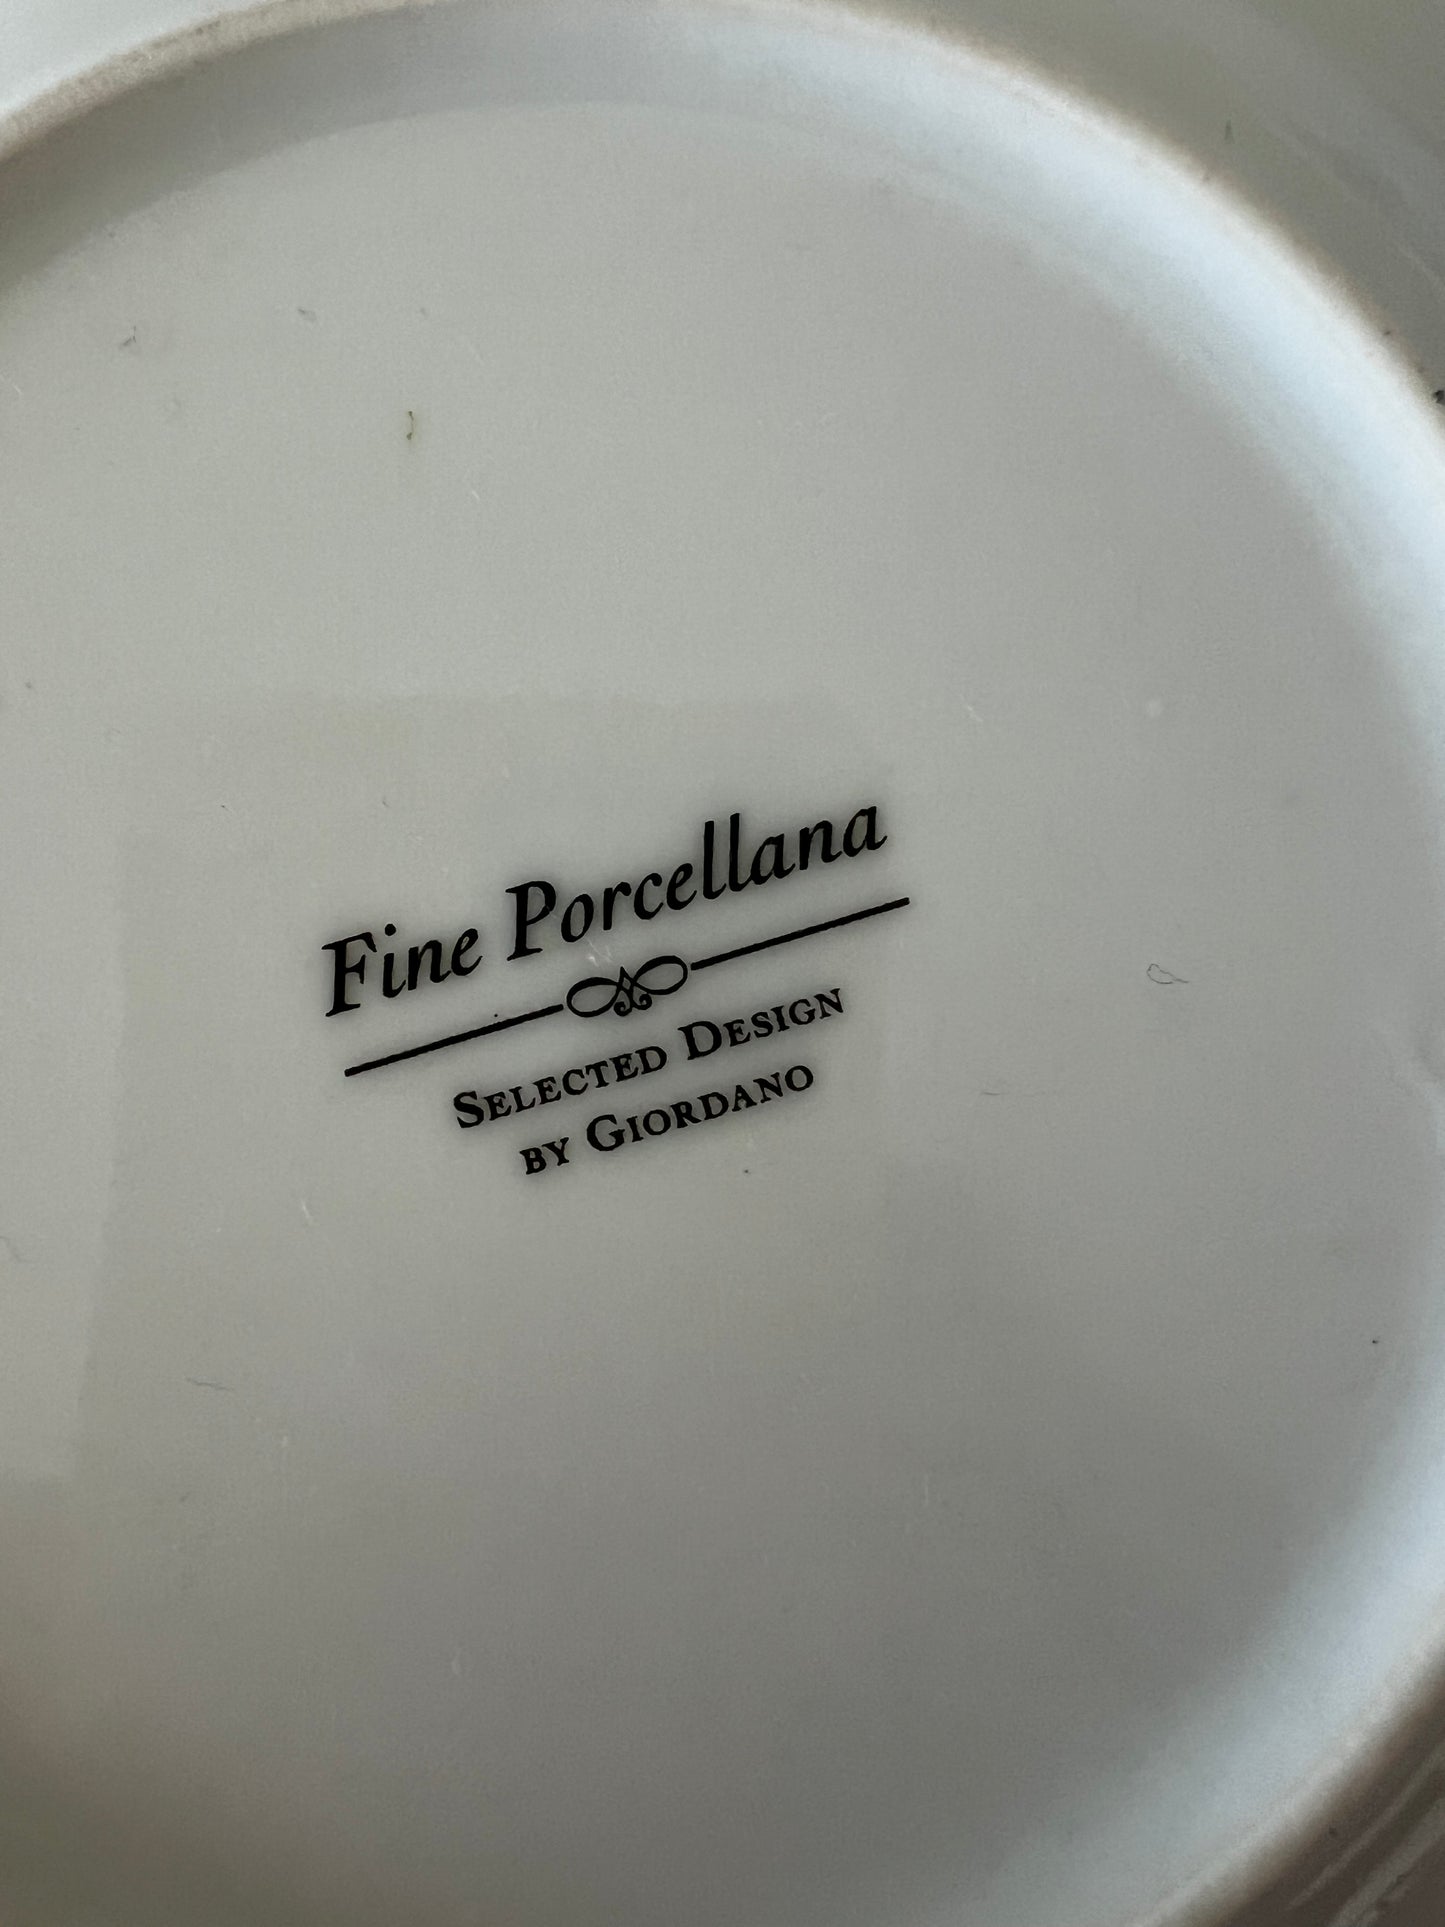 Fine Porcellana
SELECTED DESIGN
BY GIORDANO